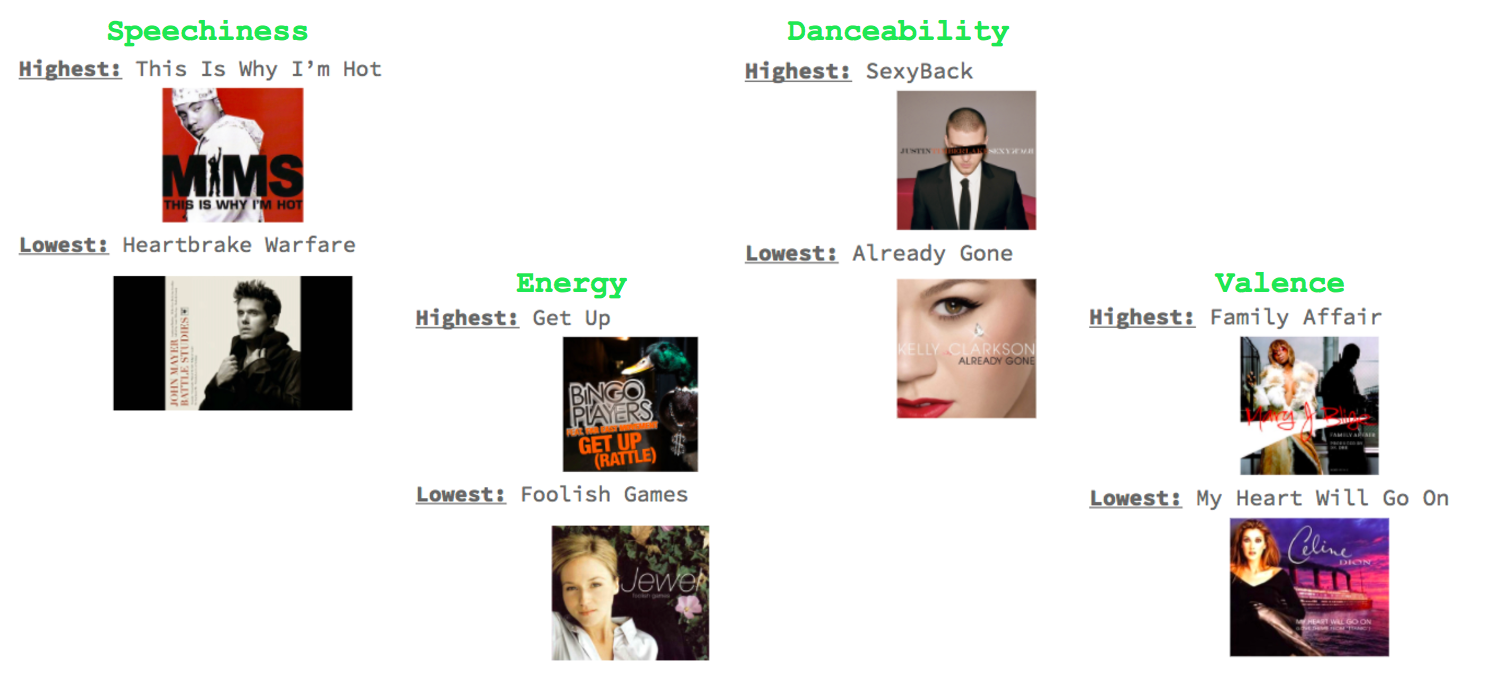 Speechiness
Highest: This Is Why I’m Hot
MIMS
THIS IS WHY I'M HOT
Lowest: Heartbrake Warfare
JOHN MAYER
BATTLE STUDIES
Energy
Highest: Get Up
BINGO
PLAYERS
GET UP
(RATTLE)
Lowest: Foolish Games
Jewel
foolish games
Danceability
Highest: SexyBack
JUSTIN TIMBERLAKE SEXYBACK
Lowest: Already Gone
KELLY CLARKSON
ALREADY GONE
Valence
Highest: Family Affair
Mary J Blige
FAMILY AFFAIR
Lowest: My Heart Will Go On
Celine
DION
MY HEART WILL GO ON